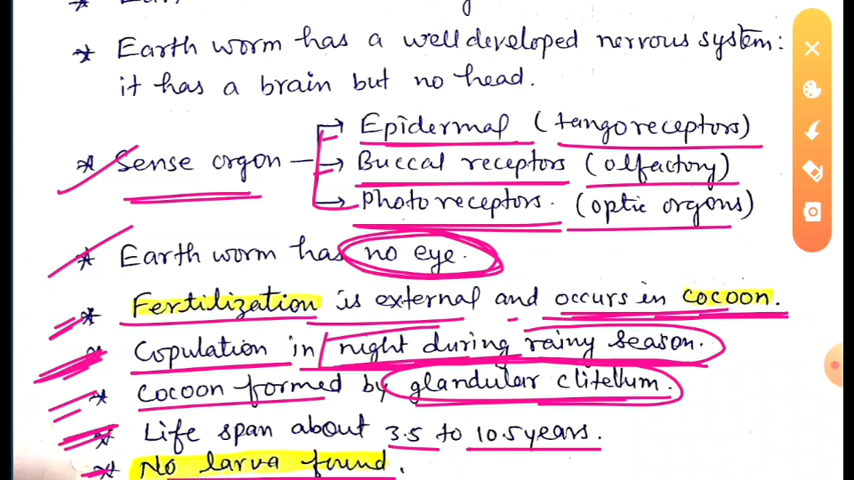 * Earth worm has a well developed nervous system:
it has a brain but no head.
* Sense organ — → Epidermal (tangoreceptors)
→ Buccal receptors (olfactory)
→ Photoreceptors. (optic organs)
* Earth worm has no eye.
* Fertilization is external and occurs in cocoon.
* Copulation in night during rainy season.
* Cocoon formed by glandular clitellum.
* Life span about 3.5 to 10.5 years.
* No larva found.